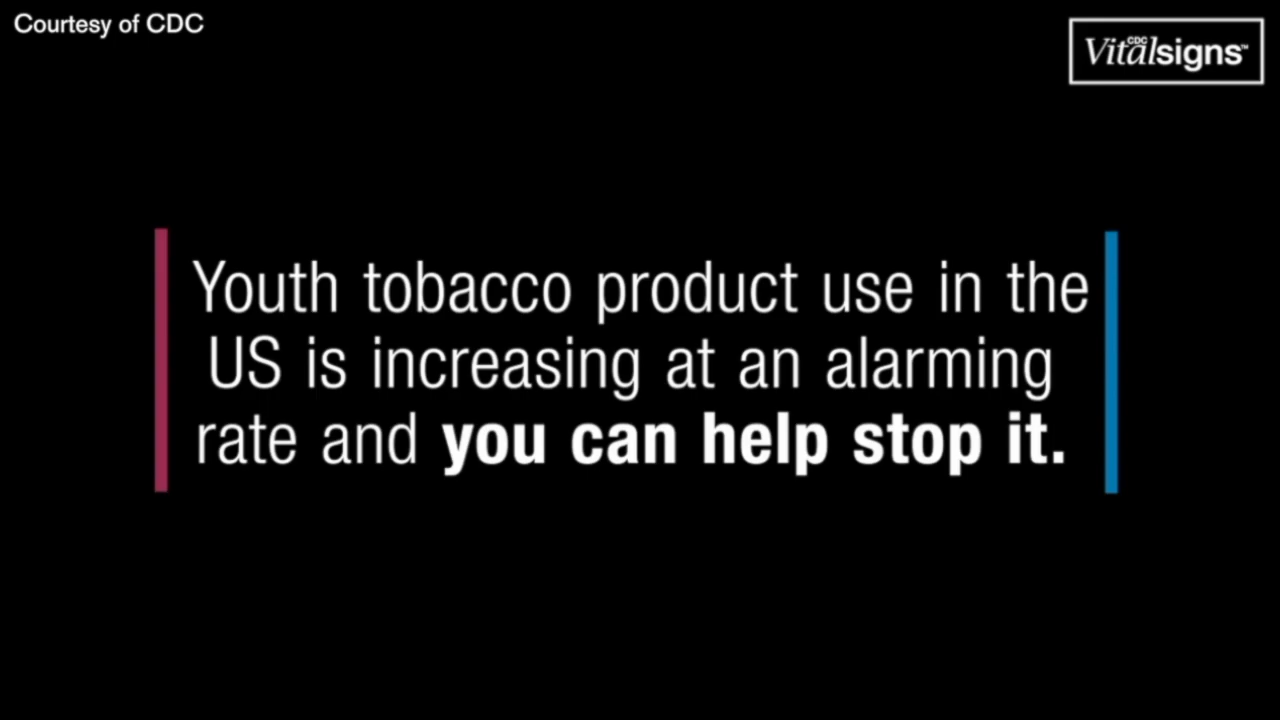 Courtesy of CDC
CDC
Vitalsigns™
Youth tobacco product use in the
US is increasing at an alarming
rate and you can help stop it.